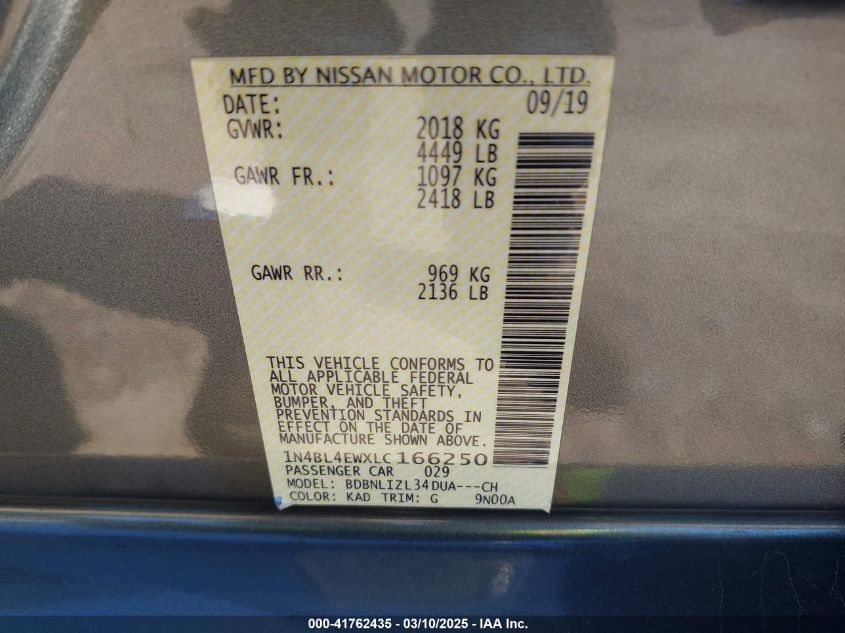 MFD BY NISSAN MOTOR CO., LTD.
DATE: 09/19
GVWR: 2018 KG
4449 LB
GAWR FR.: 1097 KG
2418 LB
GAWR RR.: 969 KG
2136 LB
THIS VEHICLE CONFORMS TO
ALL APPLICABLE FEDERAL
MOTOR VEHICLE SAFETY,
BUMPER, AND THEFT
PREVENTION STANDARDS IN
EFFECT ON THE DATE OF
MANUFACTURE SHOWN ABOVE.
1N4BL4EWXLC166250
PASSENGER CAR 029
MODEL: BDBNLIZL34DUA---CH
COLOR: KAD TRIM: G 9N00A
000-41762435 - 03/10/2025 - IAA Inc.